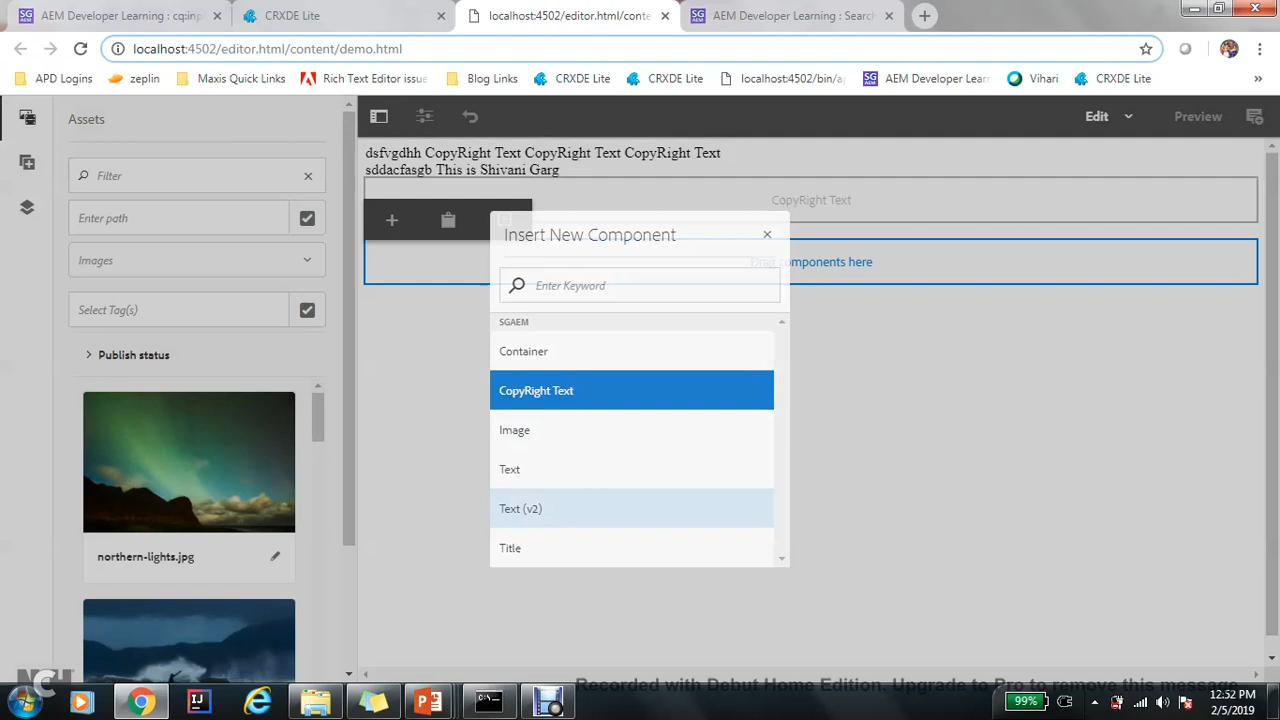 AEM Developer Learning : cqinp
CRXDE Lite
localhost:4502/editor.html/conte
AEM Developer Learning : Search
localhost:4502/editor.html/content/demo.html
APD Logins
zeplin
Maxis Quick Links
Rich Text Editor issue
Blog Links
CRXDE Lite
CRXDE Lite
localhost:4502/bin/a
AEM Developer Learn
Vihari
CRXDE Lite
»
Assets
Edit
Preview
Filter
Enter path
Images
Select Tag(s)
Publish status
northern-lights.jpg
dsfvgdhh CopyRight Text CopyRight Text CopyRight Text
sddacfasgb This is Shivani Garg
CopyRight Text
components here
Insert New Component
Enter Keyword
SGAEM
Container
CopyRight Text
Image
Text
Text (v2)
Title
NCH
Recorded with Debut Home Edition. Upgrade to Pro to remove this message
99%
12:52 PM
2/5/2019